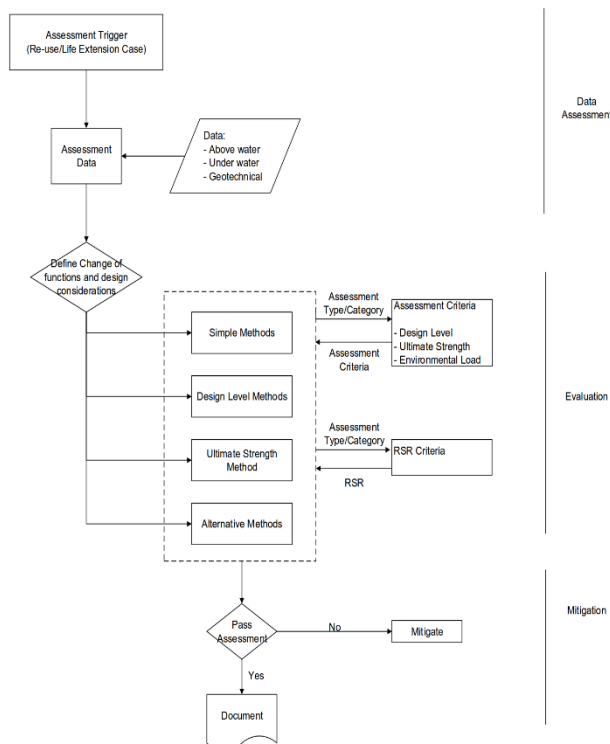 Assessment Trigger
(Re-use/Life Extension Case)
Data
Assessment
Assessment
Data
Data:
- Above water
- Under water
- Geotechnical
Define Change of
functions and design
considerations
Simple Methods
Design Level Methods
Ultimate Strength
Method
Alternative Methods
Assessment
Type/Category
Assessment
Criteria
Assessment Criteria
- Design Level
- Ultimate Strength
- Environmental Load
Assessment
Type/Category
RSR
RSR Criteria
Evaluation
Pass
Assessment
No
Mitigate
Yes
Document
Mitigation